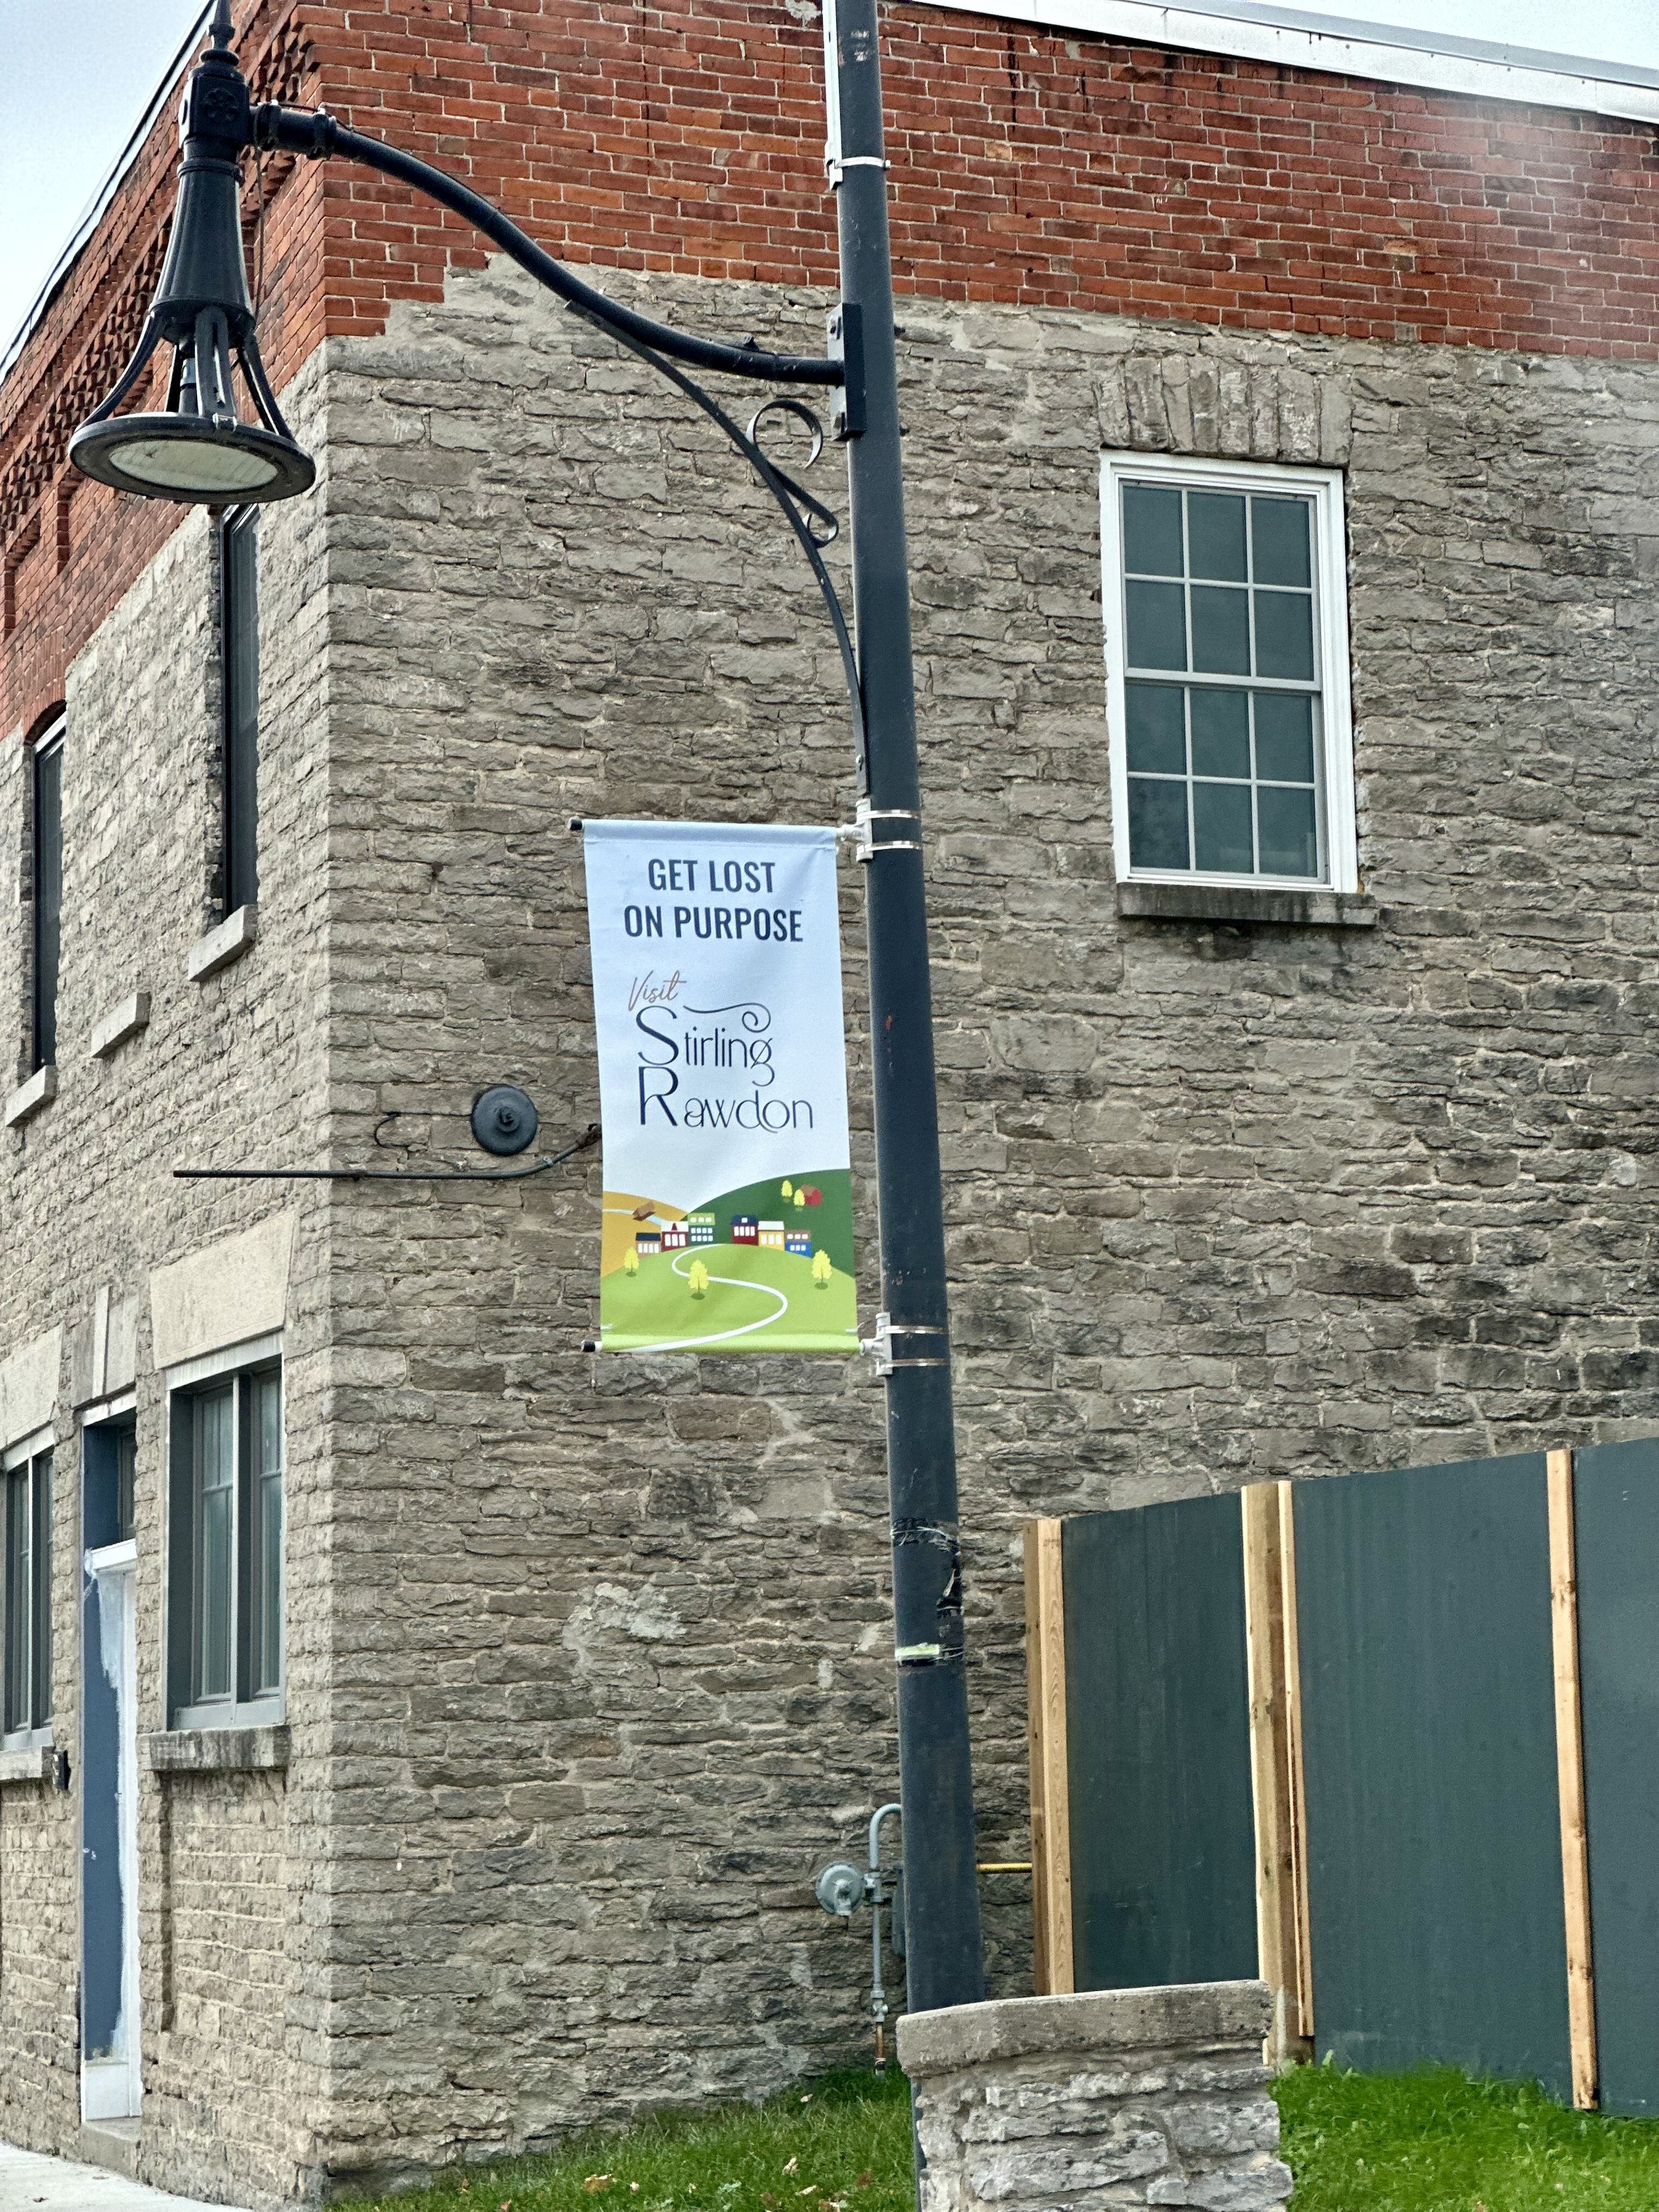 GET LOST
ON PURPOSE
Visit
Stirling
Rawdon